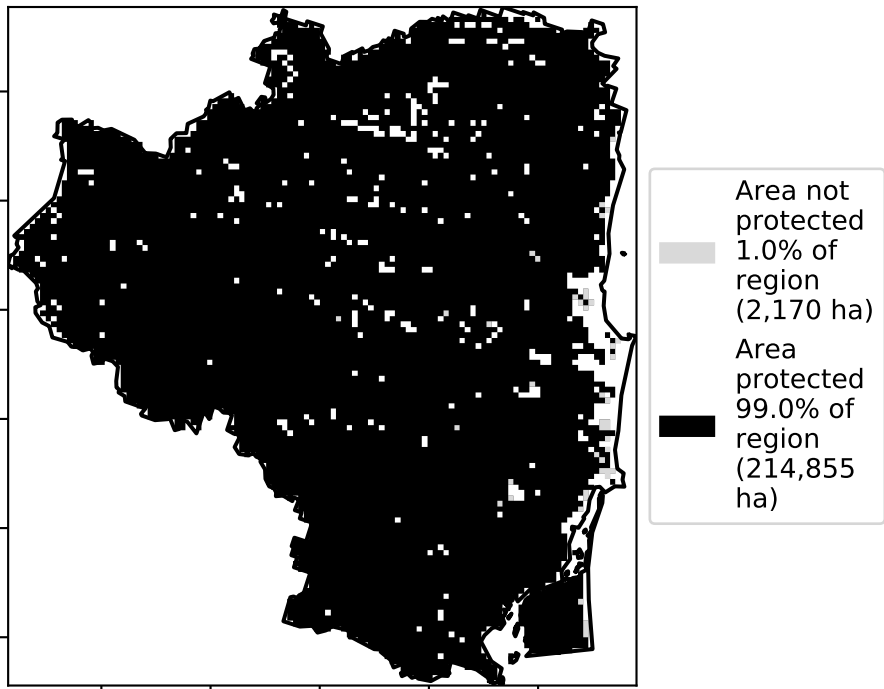 Area not
protected
1.0% of
region
(2,170 ha)
Area
protected
99.0% of
region
(214,855
ha)